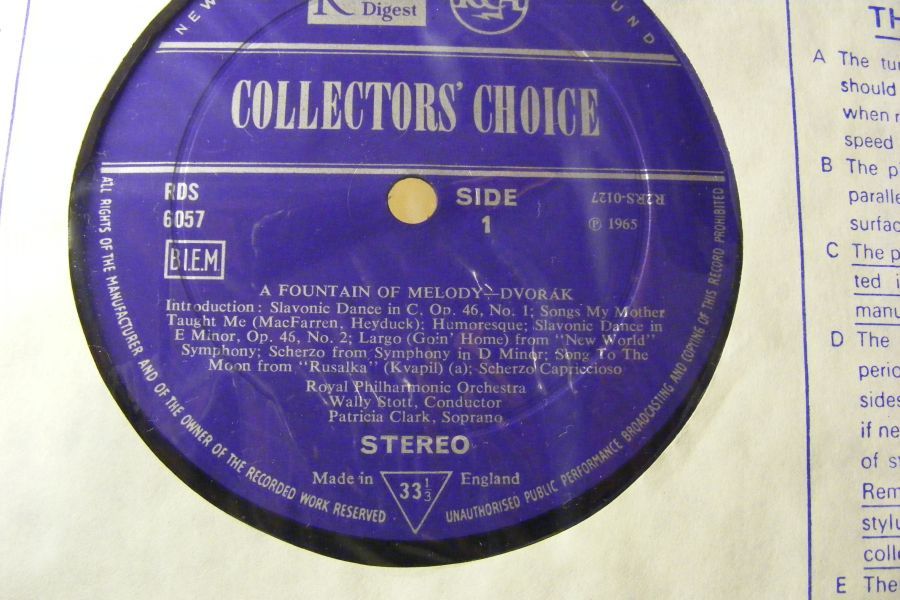 Digest
RCA
NEW
UND
COLLECTORS' CHOICE
RDS
6057
B.I.E.M.
SIDE
1
R2RS-0127
℗ 1965
A FOUNTAIN OF MELODY—DVORÁK
Introduction: Slavonic Dance in C, Op. 46, No. 1; Songs My Mother
Taught Me (MacFarren, Heyduck); Humoresque; Slavonic Dance in
E Minor, Op. 46, No. 2; Largo (Goin' Home) from "New World"
Symphony; Scherzo from Symphony in D Minor; Song To The
Moon from "Rusalka" (Kvapil) (a); Scherzo Capriccioso
Royal Philharmonic Orchestra
Wally Stott, Conductor
Patricia Clark, Soprano
STEREO
Made in 33 1/3 England
ALL RIGHTS OF THE MANUFACTURER AND OF THE OWNER OF THE RECORDED WORK RESERVED
UNAUTHORISED PUBLIC PERFORMANCE BROADCASTING AND COPYING OF THIS RECORD PROHIBITED
TH
A The tu
should
when r
speed
B The p
paralle
surfac
C The p
ted i
manu
D The
perio
sides
if ne
of s
Rem
stylu
colle
E The